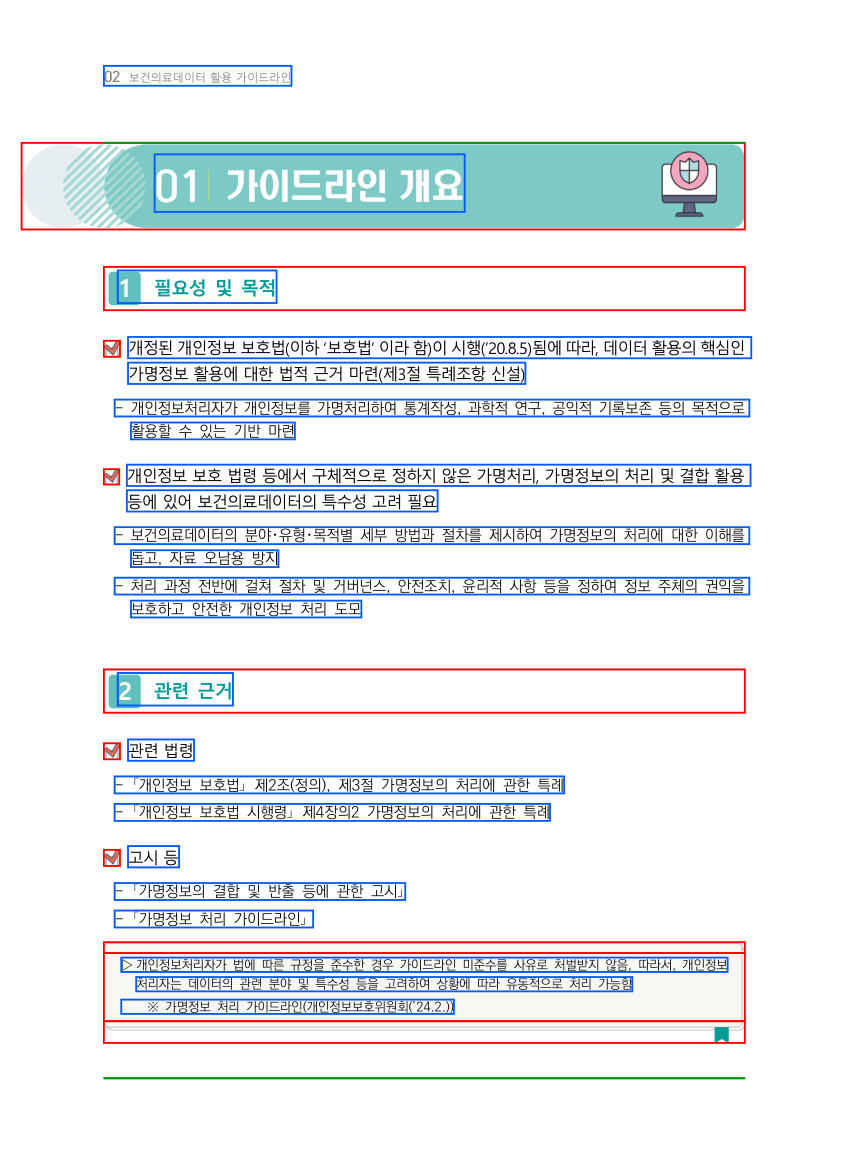 02 보건의료데이터 활용 가이드라인
01 가이드라인 개요
1 필요성 및 목적
개정된 개인정보 보호법(이하 ‘보호법’ 이라 함)이 시행(’20.8.5)됨에 따라, 데이터 활용의 핵심인
가명정보 활용에 대한 법적 근거 마련(제3절 특례조항 신설)
- 개인정보처리자가 개인정보를 가명처리하여 통계작성, 과학적 연구, 공익적 기록보존 등의 목적으로
활용할 수 있는 기반 마련
개인정보 보호 법령 등에서 구체적으로 정하지 않은 가명처리, 가명정보의 처리 및 결합 활용
등에 있어 보건의료데이터의 특수성 고려 필요
- 보건의료데이터의 분야·유형·목적별 세부 방법과 절차를 제시하여 가명정보의 처리에 대한 이해를
돕고, 자료 오남용 방지
- 처리 과정 전반에 걸쳐 절차 및 거버넌스, 안전조치, 윤리적 사항 등을 정하여 정보 주체의 권익을
보호하고 안전한 개인정보 처리 도모
2 관련 근거
관련 법령
- 「개인정보 보호법」 제2조(정의), 제3절 가명정보의 처리에 관한 특례
- 「개인정보 보호법 시행령」 제4장의2 가명정보의 처리에 관한 특례
고시 등
- 「가명정보의 결합 및 반출 등에 관한 고시」
- 「가명정보 처리 가이드라인」
▷ 개인정보처리자가 법에 따른 규정을 준수한 경우 가이드라인 미준수를 사유로 처벌받지 않음, 따라서, 개인정보
처리자는 데이터의 관련 분야 및 특수성 등을 고려하여 상황에 따라 유동적으로 처리 가능함
※ 가명정보 처리 가이드라인(개인정보보호위원회(’24.2.))